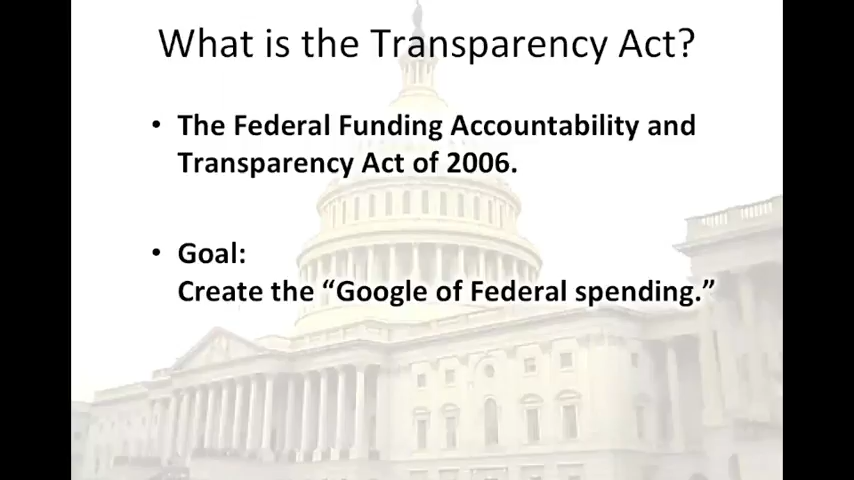 What is the Transparency Act?
• The Federal Funding Accountability and
Transparency Act of 2006.
• Goal:
Create the “Google of Federal spending.”